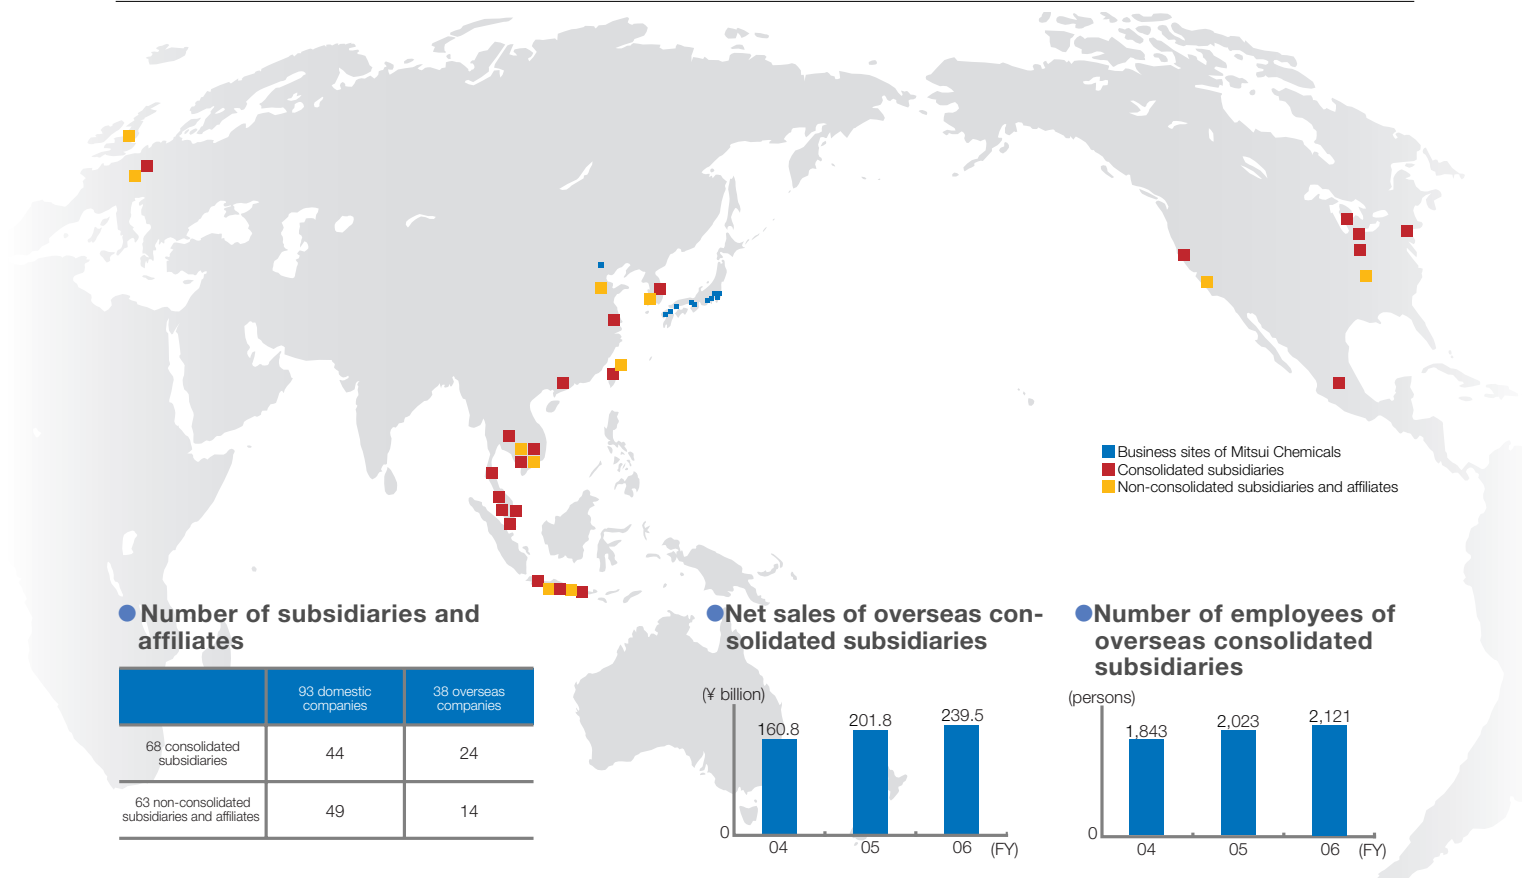 Business sites of Mitsui Chemicals
Consolidated subsidiaries
Non-consolidated subsidiaries and affiliates
Number of subsidiaries and
affiliates
93 domestic
companies
38 overseas
companies
68 consolidated
subsidiaries
44
24
63 non-consolidated
subsidiaries and affiliates
49
14
Net sales of overseas con-
solidated subsidiaries
(¥ billion)
160.8
201.8
239.5
0
04
05
06
(FY)
Number of employees of
overseas consolidated
subsidiaries
(persons)
1,843
2,023
2,121
0
04
05
06
(FY)